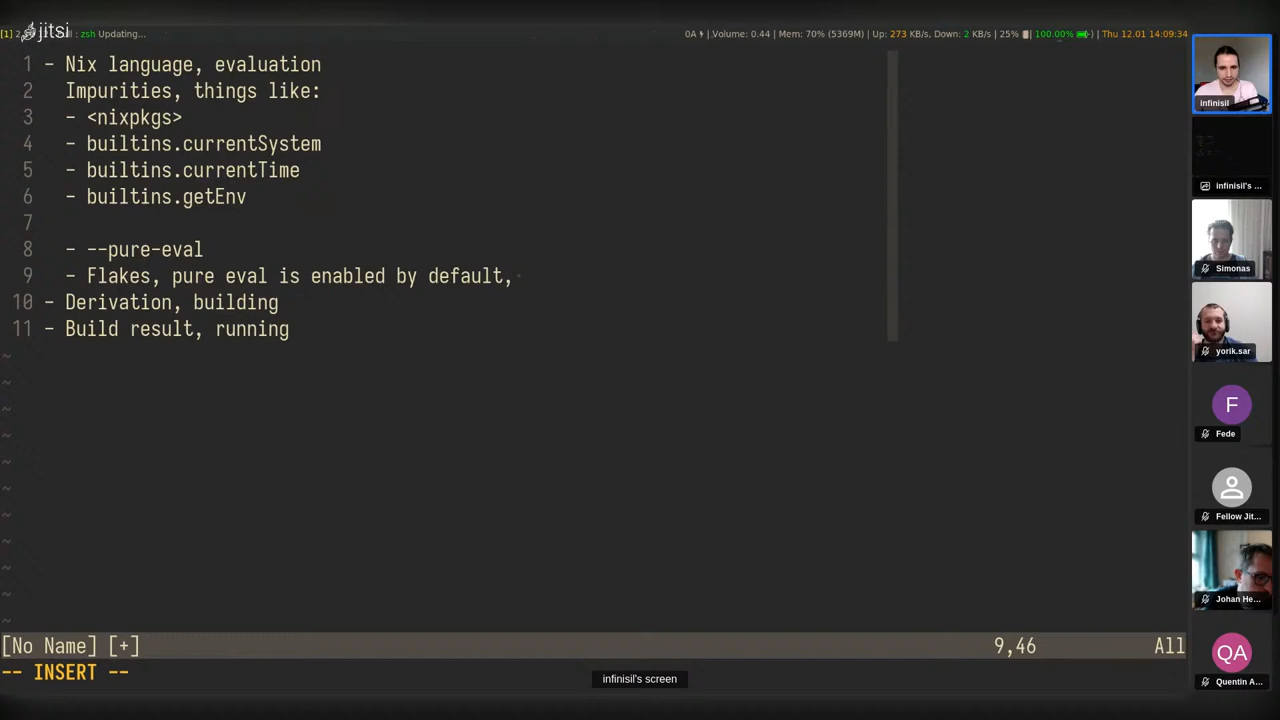 jitsi
[1] 2 zsh Updating... 0A | Volume: 0.44 | Mem: 70% (5369M) | Up: 273 KB/s, Down: 2 KB/s | 25% | 100.00% | Thu 12.01 14:09:34
1 - Nix language, evaluation
2 Impurities, things like:
3 - <nixpkgs>
4 - builtins.currentSystem
5 - builtins.currentTime
6 - builtins.getEnv
7
8 - --pure-eval
9 - Flakes, pure eval is enabled by default,
10 - Derivation, building
11 - Build result, running
~
~
~
~
~
~
~
~
~
~
~
[No Name] [+] 9,46 All
-- INSERT --
infinisil's screen
infinisil
infinisil's ...
Simonas
yorik.sar
F
Fede
Fellow Jit...
Johan He...
QA
Quentin A...